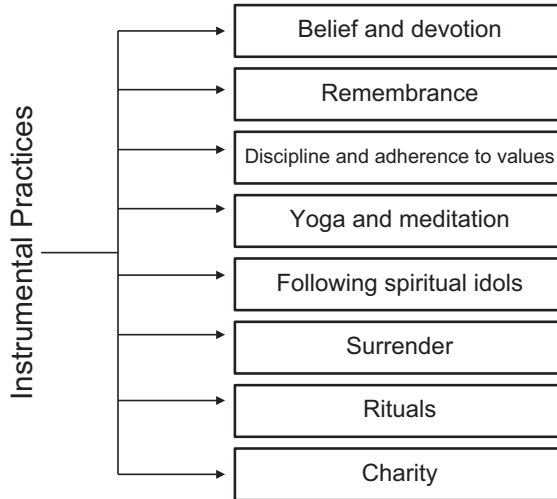 Instrumental Practices
Belief and devotion
Remembrance
Discipline and adherence to values
Yoga and meditation
Following spiritual idols
Surrender
Rituals
Charity